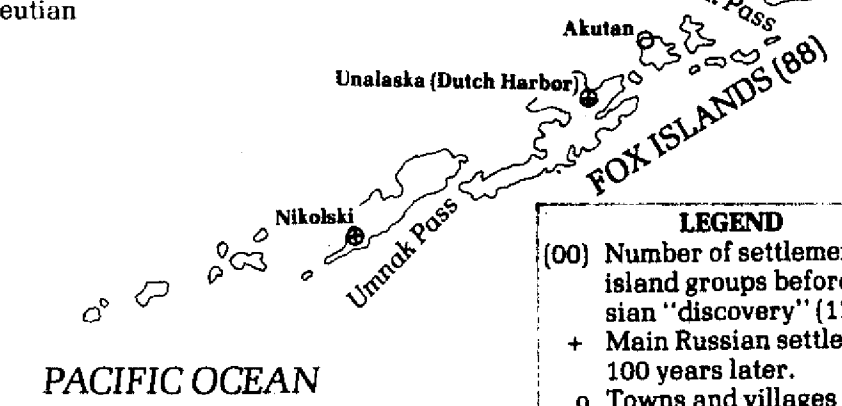 eutian
Pass
Akutan
Unalaska (Dutch Harbor)
FOX ISLANDS (88)
Nikolski
Umnak Pass
PACIFIC OCEAN
LEGEND
(00) Number of settleme
island groups before
sian "discovery" (1
+ Main Russian settle
100 years later.
o Towns and villages